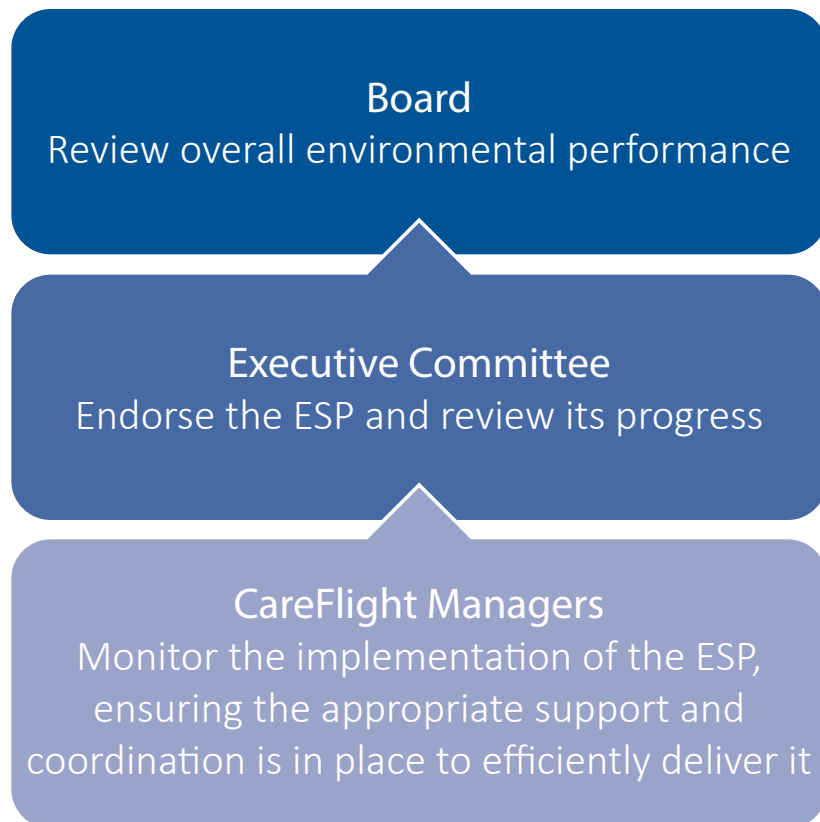 Board
Review overall environmental performance
Executive Committee
Endorse the ESP and review its progress
CareFlight Managers
Monitor the implementation of the ESP,
ensuring the appropriate support and
coordination is in place to efficiently deliver it